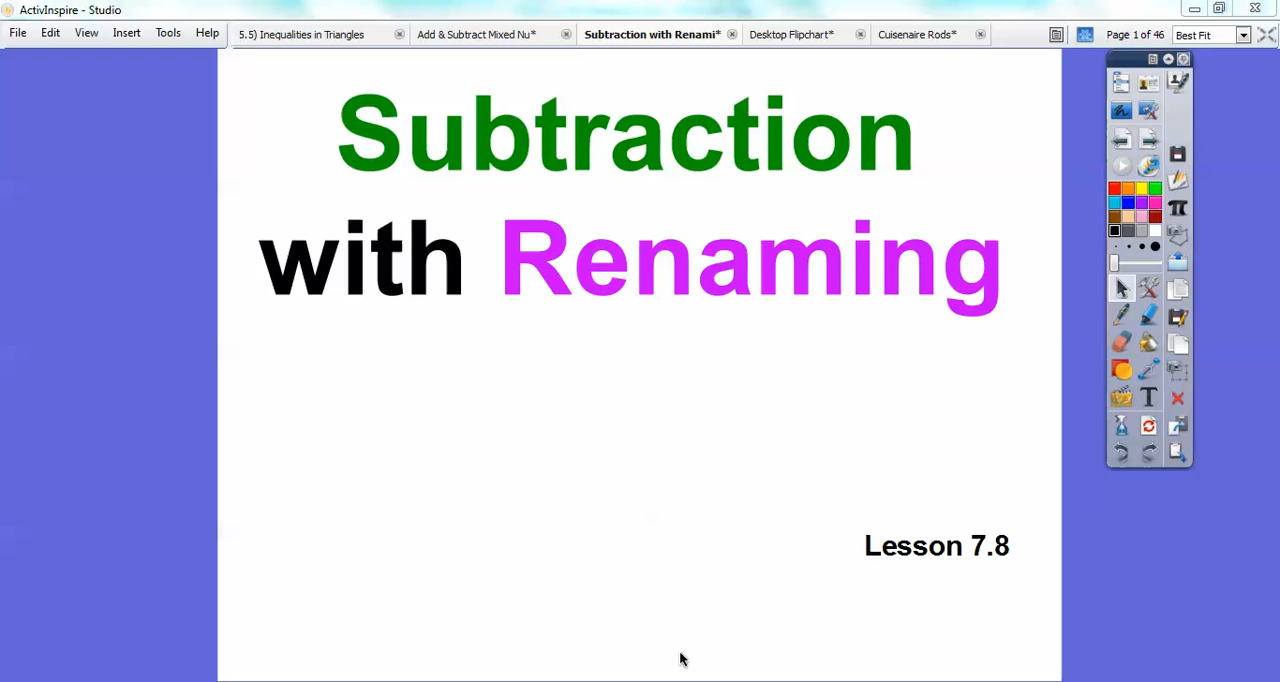 ActivInspire - Studio
File Edit View Insert Tools Help
5.5) Inequalities in Triangles Add & Subtract Mixed Nu* Subtraction with Renami* Desktop Flipchart* Cuisenaire Rods* Page 1 of 46 Best Fit
Subtraction
with Renaming
Lesson 7.8